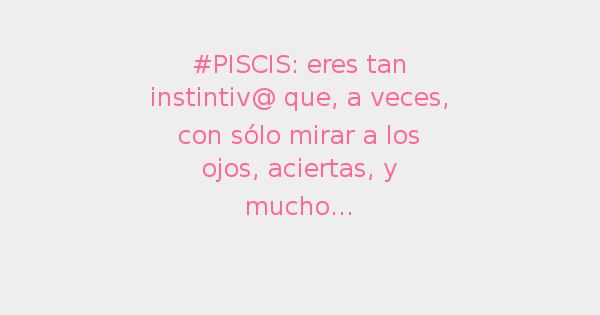 #PISCIS: eres tan
instintiv@ que, a veces,
con sólo mirar a los
ojos, aciertas, y
mucho...